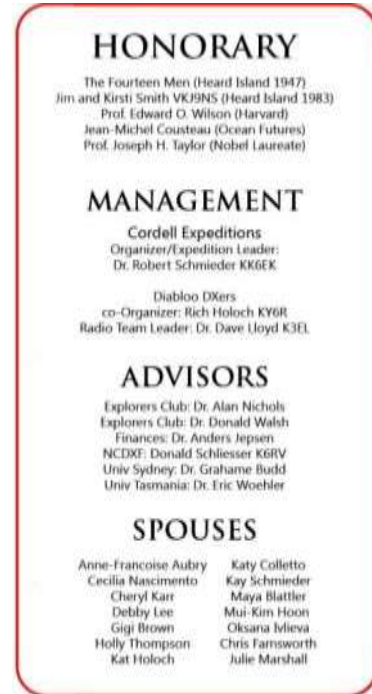 HONORARY
The Fourteen Men (Heard Island 1947)
Jim and Kirsti Smith VKJ9NS (Heard Island 1983)
Prof. Edward O. Wilson (Harvard)
Jean-Michel Cousteau (Ocean Futures)
Prof. Joseph H. Taylor (Nobel Laureate)
MANAGEMENT
Cordell Expeditions
Organizer/Expedition Leader:
Dr. Robert Schmieder KK6EK
Diabloo DXers
co-Organizer: Rich Holoch KY6R
Radio Team Leader: Dr. Dave Lloyd K3EL
ADVISORS
Explorers Club: Dr. Alan Nichols
Explorers Club: Dr. Donald Walsh
Finances: Dr. Anders Jepsen
NCDXF: Donald Schliesser K6RV
Univ Sydney: Dr. Grahame Budd
Univ Tasmania: Dr. Eric Woehler
SPOUSES
Anne-Francoise Aubry
Cecilia Nascimento
Cheryl Karr
Debby Lee
Gigi Brown
Holly Thompson
Kat Holoch
Katy Colletto
Kay Schmieder
Maya Blattler
Mui-Kim Hoon
Oksana Ivlieva
Chris Farnsworth
Julie Marshall